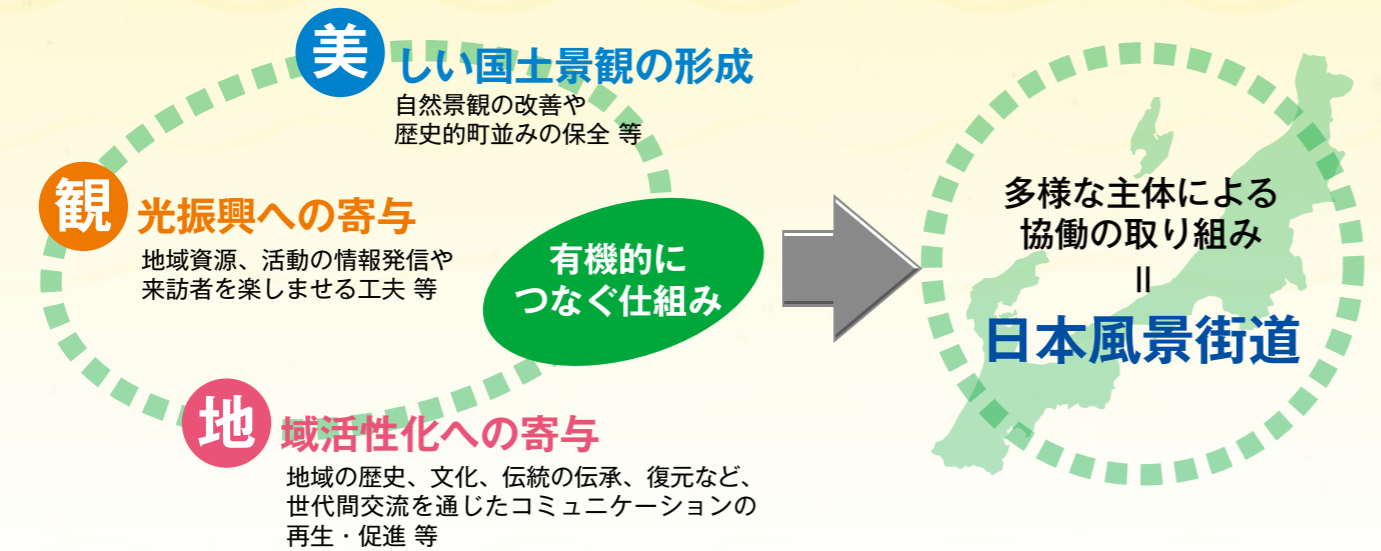 美しい国土景観の形成
自然景観の改善や
歴史的町並みの保全 等
観光振興への寄与
地域資源、活動の情報発信や
来訪者を楽しませる工夫 等
有機的に
つなぐ仕組み
地域活性化への寄与
地域の歴史、文化、伝統の伝承、復元など、
世代間交流を通じたコミュニケーションの
再生・促進 等
多様な主体による
協働の取り組み
=
日本風景街道